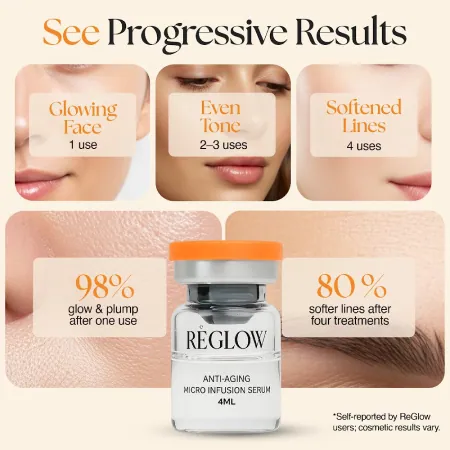 See Progressive Results
Glowing
Face
1 use
Even
Tone
2–3 uses
Softened
Lines
4 uses
98%
glow & plump
after one use
80%
softer lines after
four treatments
RĖGLOW
ANTI-AGING
MICRO INFUSION SERUM
4ML
*Self-reported by ReGlow
users; cosmetic results vary.